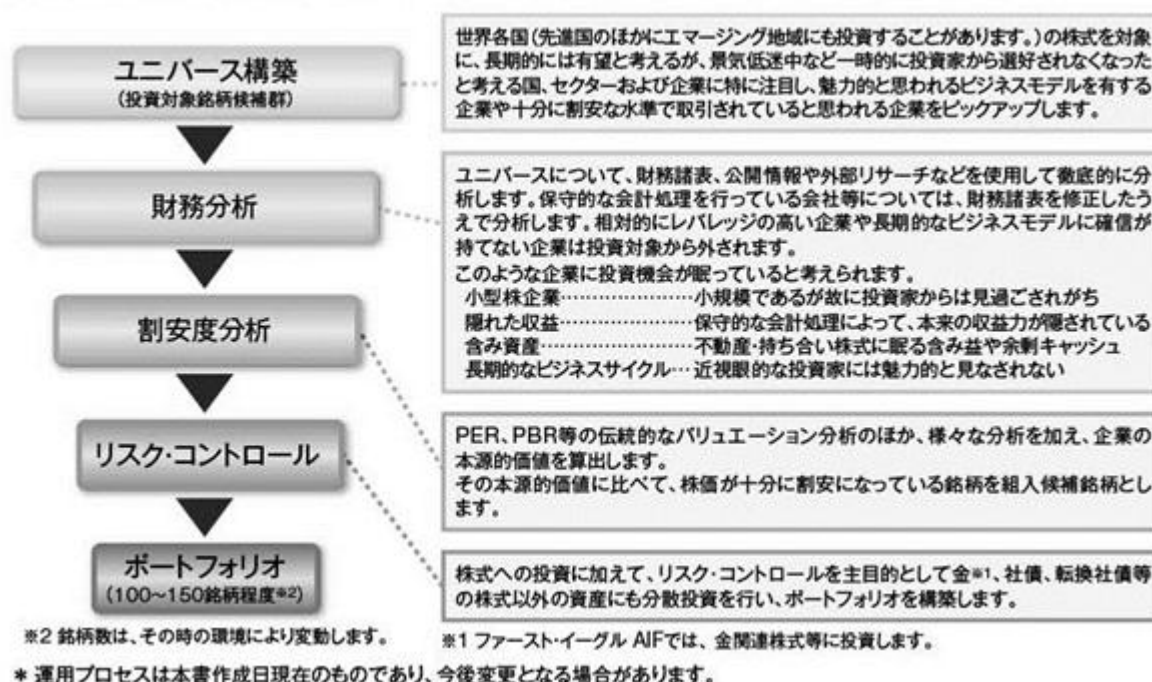 ユニバース構築
(投資対象銘柄候補群)
世界各国(先進国のほかにエマージング地域にも投資することがあります。)の株式を対象
に、長期的には有望と考えるが、景気低迷中など一時的に投資家から選好されなくなった
と考える国、セクターおよび企業に特に注目し、魅力的と思われるビジネスモデルを有する
企業や十分に割安な水準で取引されていると思われる企業をピックアップします。
財務分析
ユニバースについて、財務諸表、公開情報や外部リサーチなどを使用して徹底的に分
析します。保守的な会計処理を行っている会社等については、財務諸表を修正したう
えで分析します。相対的にレバレッジの高い企業や長期的なビジネスモデルに確信が
持てない企業は投資対象から外されます。
このような企業に投資機会が眠っていると考えられます。
小型株企業…………………小規模であるが故に投資家からは見過ごされがち
隠れた収益…………………保守的な会計処理によって、本来の収益力が隠されている
含み資産……………………不動産・持ち合い株式に眠る含み益や余剰キャッシュ
長期的なビジネスサイクル…近視眼的な投資家には魅力的と見なされない
割安度分析
PER、PBR等の伝統的なバリュエーション分析のほか、様々な分析を加え、企業の
本源的価値を算出します。
その本源的価値に比べて、株価が十分に割安になっている銘柄を組入候補銘柄とし
ます。
リスク・コントロール
株式への投資に加えて、リスク・コントロールを主目的として金※1、社債、転換社債等
の株式以外の資産にも分散投資を行い、ポートフォリオを構築します。
ポートフォリオ
(100~150銘柄程度※2)
※2 銘柄数は、その時の環境により変動します。
※1 ファースト・イーグル AIFでは、金関連株式等に投資します。
* 運用プロセスは本書作成日現在のものであり、今後変更となる場合があります。